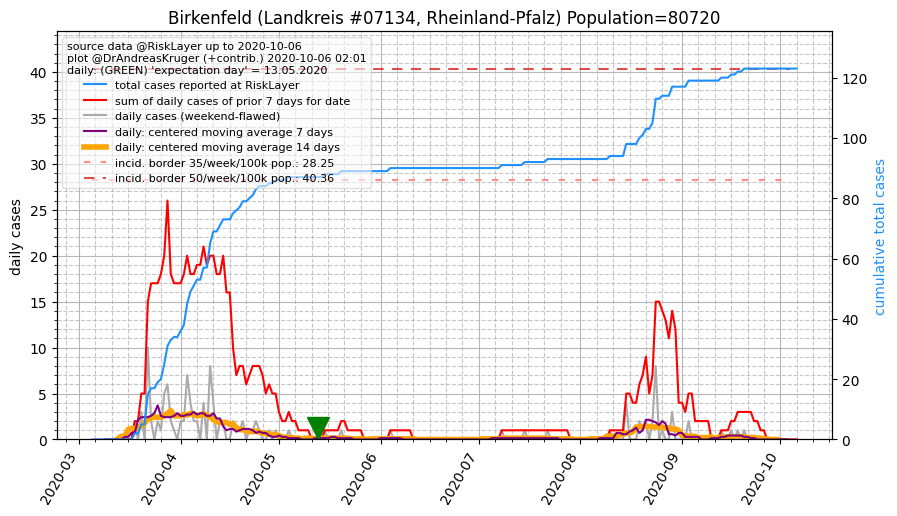 Birkenfeld (Landkreis #07134, Rheinland-Pfalz) Population=80720
source data @RiskLayer up to 2020-10-06
plot @DrAndreasKruger (+contrib.) 2020-10-06 02:01
daily: (GREEN) 'expectation day' = 13.05.2020
total cases reported at RiskLayer
sum of daily cases of prior 7 days for date
daily cases (weekend-flawed)
daily: centered moving average 7 days
daily: centered moving average 14 days
incid. border 35/week/100k pop.: 28.25
incid. border 50/week/100k pop.: 40.36
daily cases
40
35
30
25
20
15
10
5
0
cumulative total cases
120
100
80
60
40
20
0
2020-03
2020-04
2020-05
2020-06
2020-07
2020-08
2020-09
2020-10